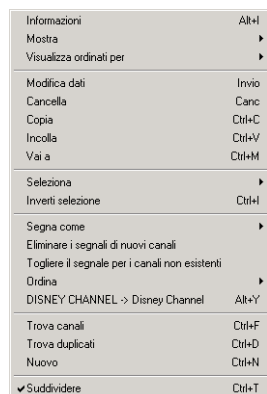 Informazioni Alt+I
Mostra
Visualizza ordinati per
Modifica dati Invio
Cancella Canc
Copia Ctrl+C
Incolla Ctrl+V
Vai a Ctrl+M
Seleziona
Inverti selezione Ctrl+I
Segna come
Eliminare i segnali di nuovi canali
Togliere il segnale per i canali non esistenti
Ordina
DISNEY CHANNEL -> Disney Channel Alt+Y
Trova canali Ctrl+F
Trova duplicati Ctrl+D
Nuovo Ctrl+N
Suddividere Ctrl+T